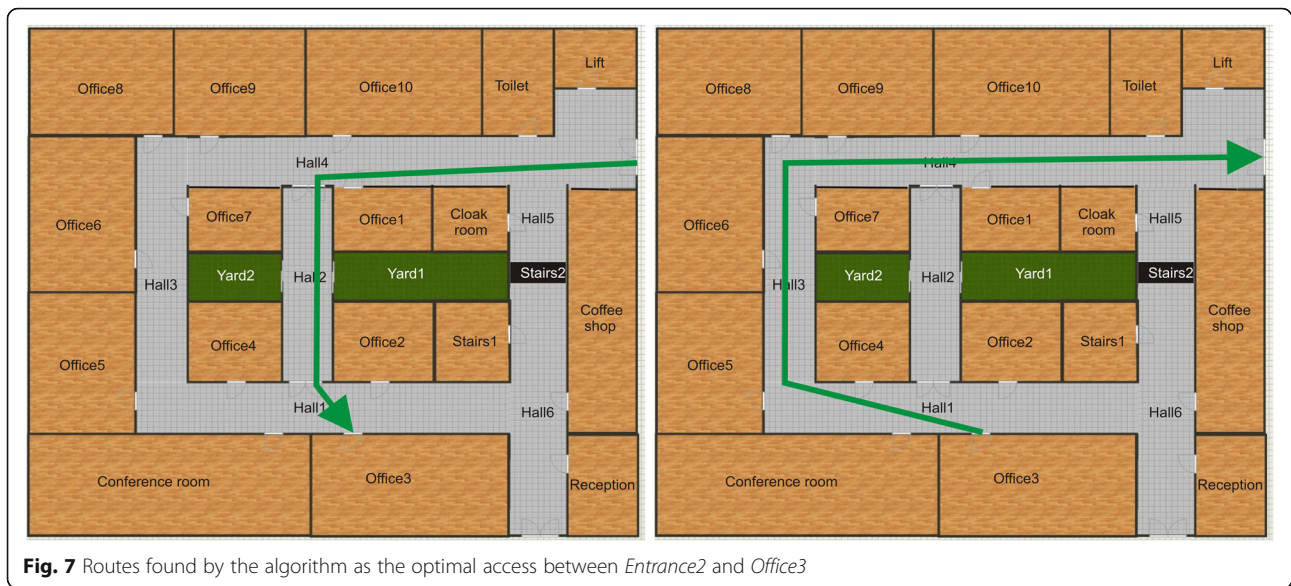 Office8
Office9
Office10
Toilet
Lift
Hall4
Office6
Office7
Office1
Cloak
room
Hall5
Hall3
Yard2
Hall2
Yard1
Stairs2
Coffee
shop
Office5
Office4
Office2
Stairs1
Hall1
Hall6
Conference room
Office3
Reception
Office8
Office9
Office10
Toilet
Lift
Hall4
Office6
Office7
Office1
Cloak
room
Hall5
Hall3
Yard2
Hall2
Yard1
Stairs2
Coffee
shop
Office5
Office4
Office2
Stairs1
Hall1
Hall6
Conference room
Office3
Reception
Fig. 7 Routes found by the algorithm as the optimal access between Entrance2 and Office3